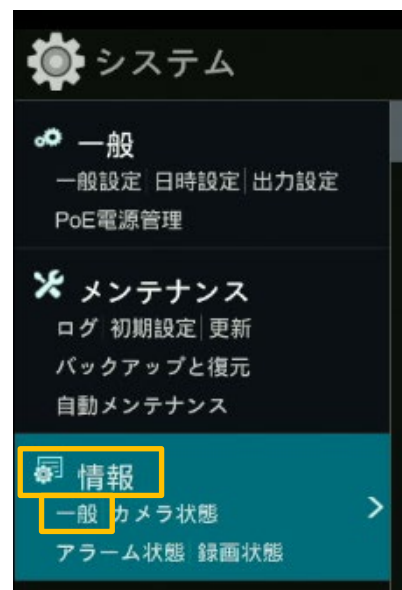 システム
一般
一般設定 日時設定 出力設定
PoE電源管理
メンテナンス
ログ 初期設定 更新
バックアップと復元
自動メンテナンス
情報
一般 カメラ状態
アラーム状態 録画状態